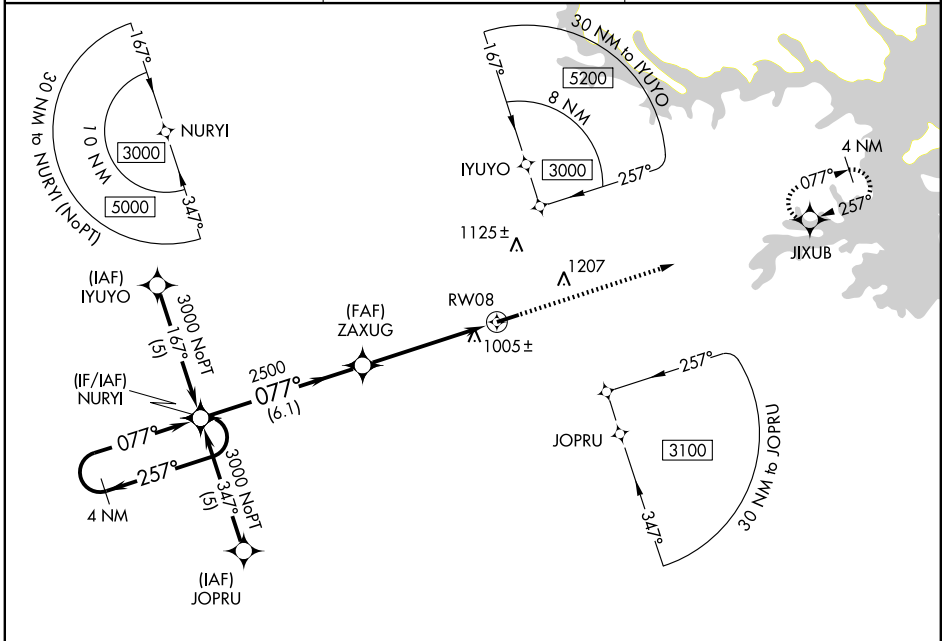 167°
NURYI
30 NM to NURYI (NoPT)
10 NM
3000
5000
347°
30 NM to IYUYO
167°
5200
8 NM
IYUYO
3000
257°
4 NM
077°
257°
JIXUB
1125 ±
1207
RW08
1005 ±
(IAF)
IYUYO
3000 NoPT
167°
(5)
(FAF)
ZAXUG
(IF/IAF)
NURYI
2500
077°
(6.1)
077°
257°
4 NM
3000 NoPT
347°
(5)
(IAF)
JOPRU
257°
JOPRU
3100
30 NM to JOPRU
347°